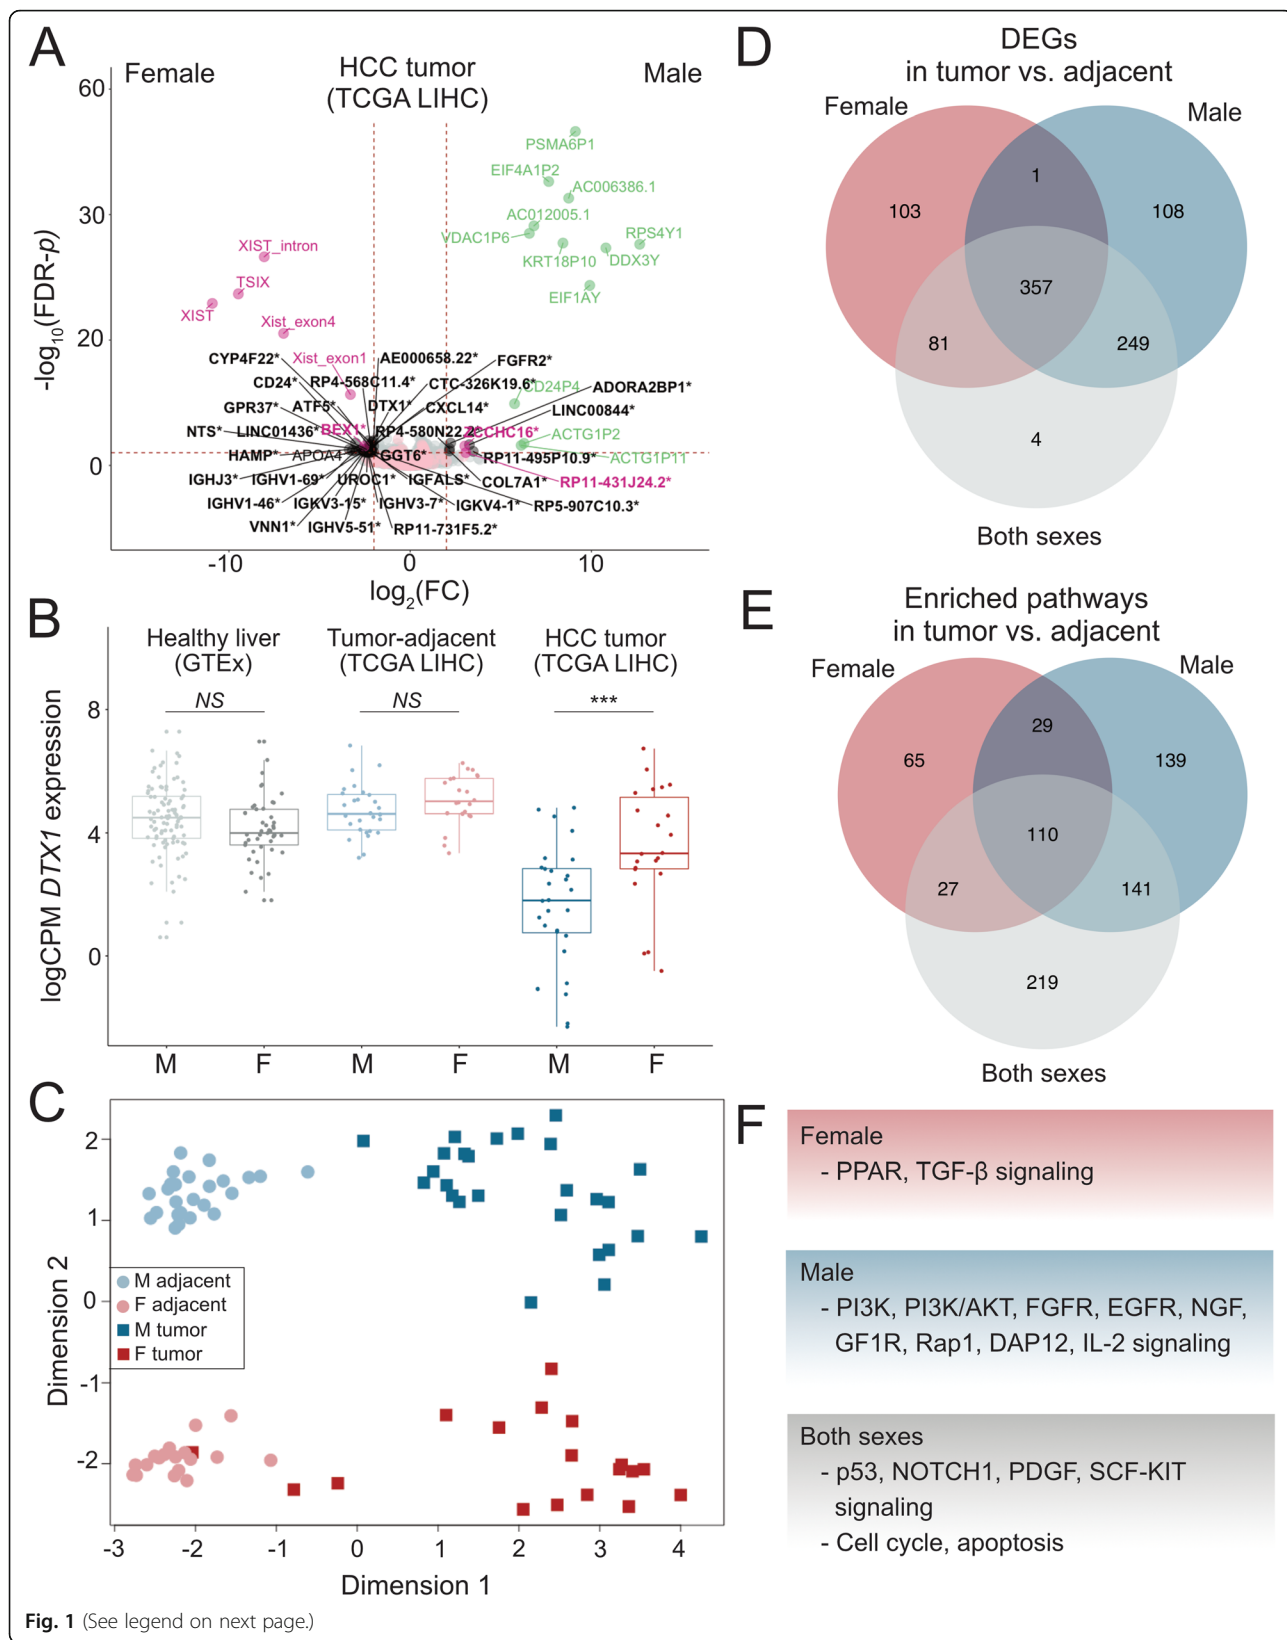 A
Female
HCC tumor
(TCGA LIHC)
Male
60
30
20
0
-log10(FDR-p)
PSMA6P1
EIF4A1P2
AC006386.1
AC012005.1
VDAC1P6
RPS4Y1
KRT18P10
DDX3Y
EIF1AY
XIST_intron
TSIX
XIST
Xist_exon4
CYP4F22*
Xist_exon1
AE000658.22*
FGFR2*
CD24*
RP4-568C11.4*
CTC-326K19.6*
CD24P4
ADORA2BP1*
GPR37*
ATF5*
DTX1*
CXCL14*
LINC00844*
NTS*
LINC01436*
BEX1*
RP4-580N22.2*
ZCCHC16*
ACTG1P2
HAMP*
APOA4
GGT6*
RP11-495P10.9*
ACTG1P11
IGHJ3*
IGHV1-69*
UROC1*
IGFALS*
COL7A1*
RP11-431J24.2*
IGHV1-46*
IGKV3-15*
IGHV3-7*
IGKV4-1*
RP5-907C10.3*
VNN1*
IGHV5-51*
RP11-731F5.2*
-10
0
10
log2(FC)
B
Healthy liver
(GTEx)
Tumor-adjacent
(TCGA LIHC)
HCC tumor
(TCGA LIHC)
NS
NS
***
8
4
0
logCPM DTX1 expression
M
F
M
F
M
F
C
2
1
0
-1
-2
Dimension 2
M adjacent
F adjacent
M tumor
F tumor
-3
-2
-1
0
1
2
3
4
Dimension 1
D
DEGs
in tumor vs. adjacent
Female
Male
1
103
108
357
81
249
4
Both sexes
E
Enriched pathways
in tumor vs. adjacent
Female
Male
29
65
139
110
27
141
219
Both sexes
F
Female
- PPAR, TGF-β signaling
Male
- PI3K, PI3K/AKT, FGFR, EGFR, NGF,
GF1R, Rap1, DAP12, IL-2 signaling
Both sexes
- p53, NOTCH1, PDGF, SCF-KIT
signaling
- Cell cycle, apoptosis
Fig. 1 (See legend on next page.)